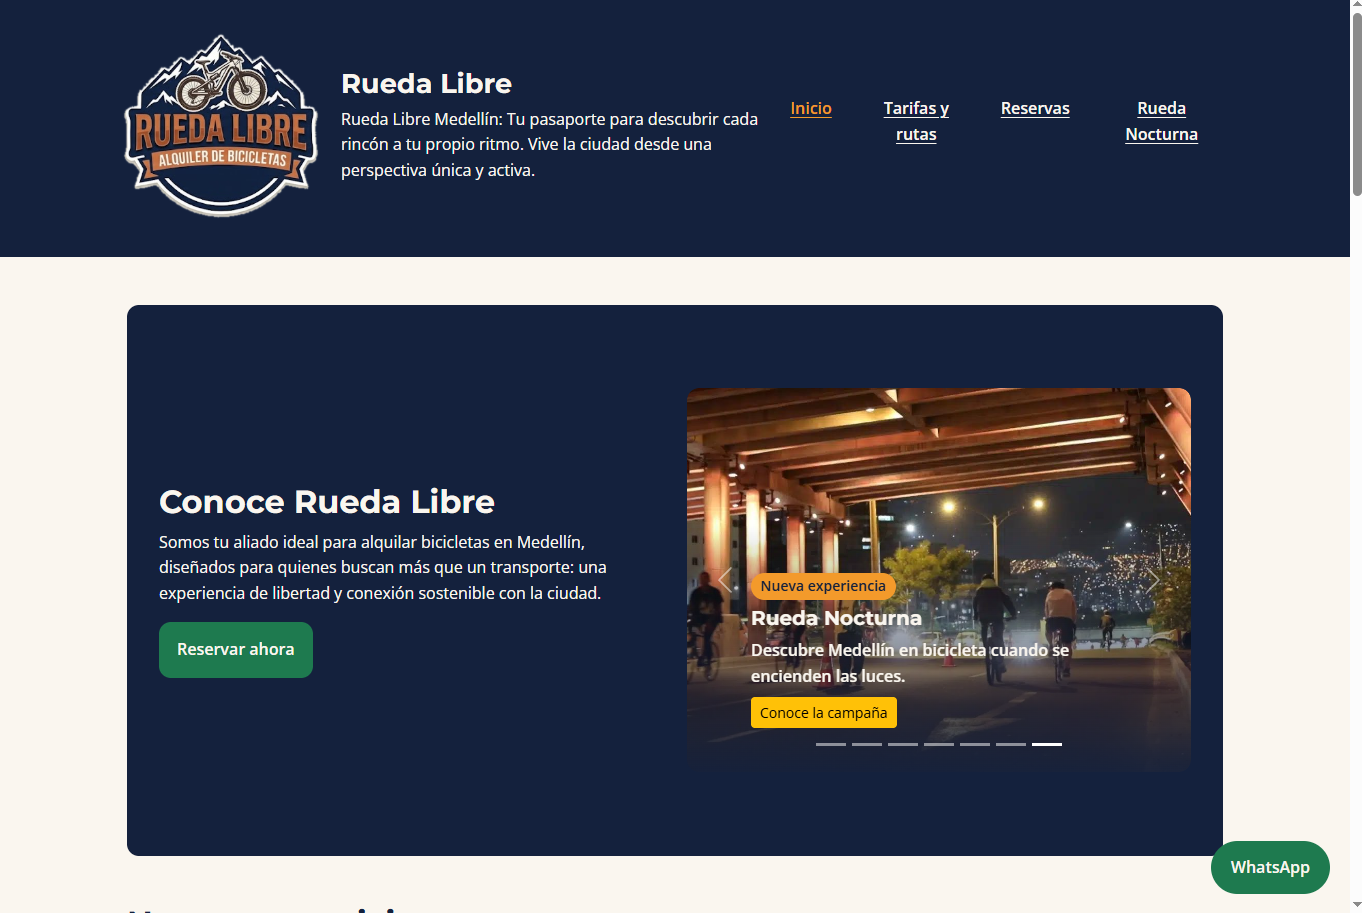 RUEDA LIBRE
ALQUILER DE BICICLETAS
Rueda Libre
Rueda Libre Medellín: Tu pasaporte para descubrir cada
rincón a tu propio ritmo. Vive la ciudad desde una
perspectiva única y activa.
Inicio
Tarifas y
rutas
Reservas
Rueda
Nocturna
Conoce Rueda Libre
Somos tu aliado ideal para alquilar bicicletas en Medellín,
diseñados para quienes buscan más que un transporte: una
experiencia de libertad y conexión sostenible con la ciudad.
Reservar ahora
Nueva experiencia
Rueda Nocturna
Descubre Medellín en bicicleta cuando se
encienden las luces.
Conoce la campaña
WhatsApp